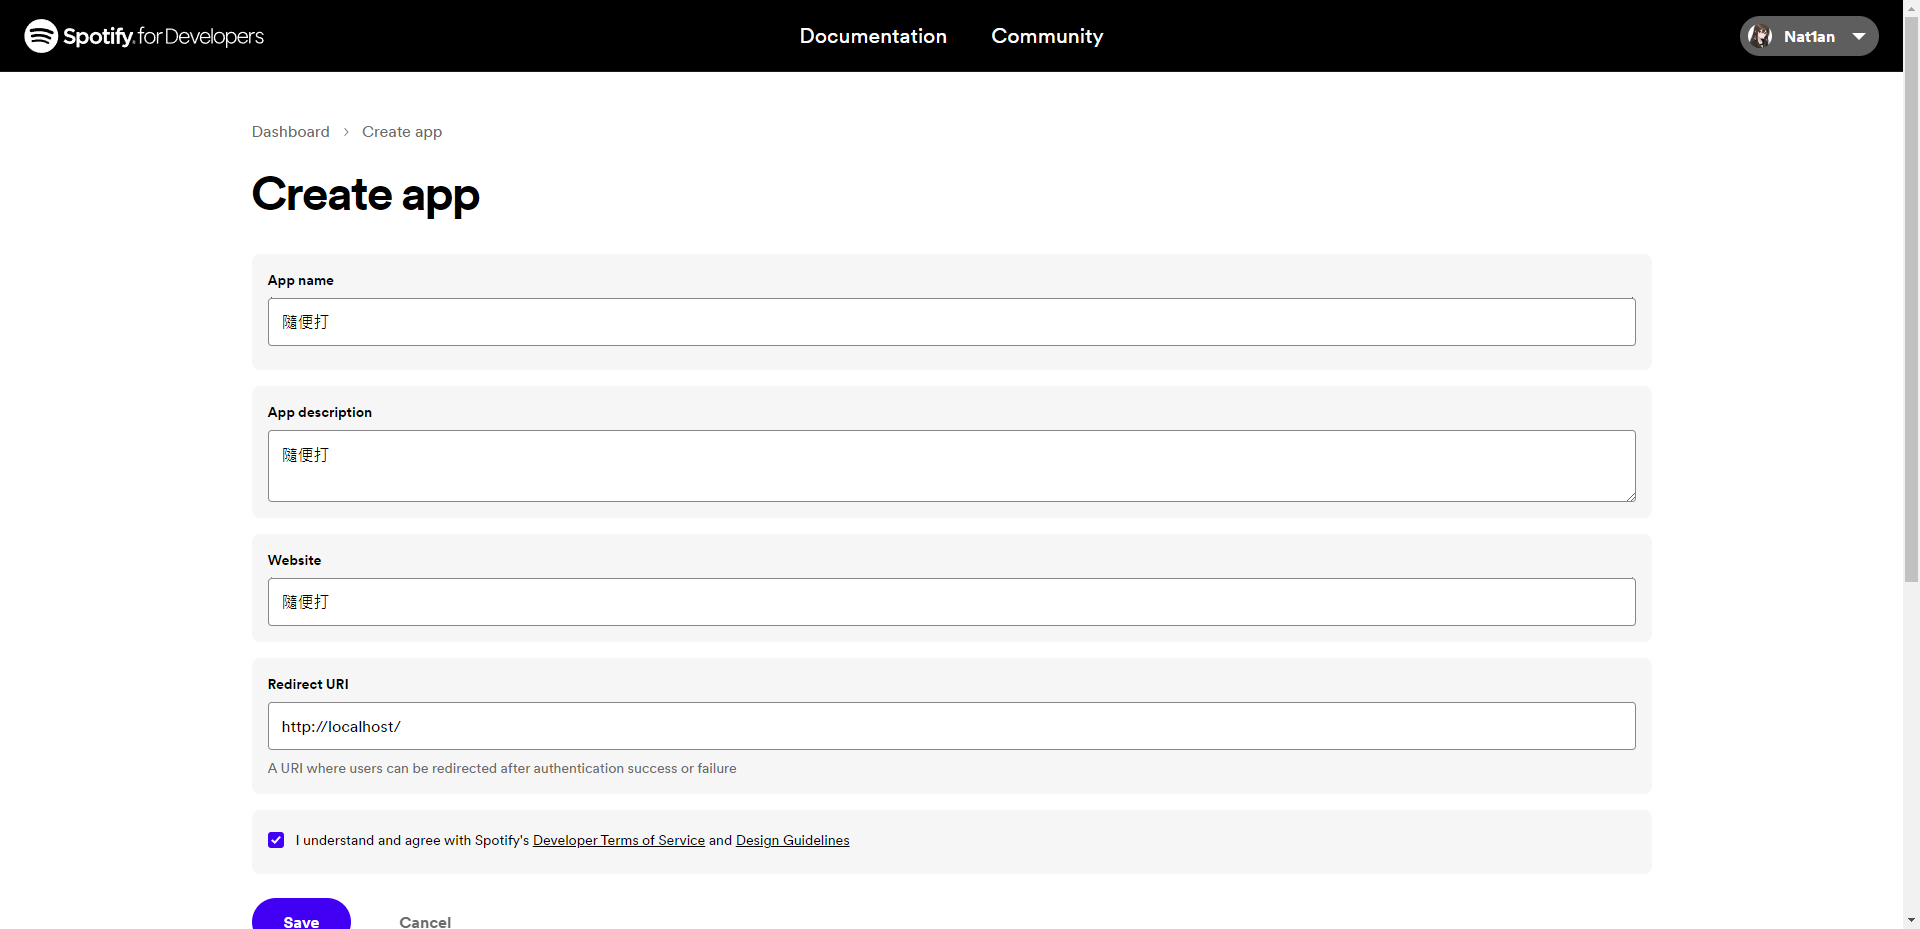 Spotify for Developers
Documentation
Community
Nat1an
Dashboard > Create app
Create app
App name
隨便打
App description
隨便打
Website
隨便打
Redirect URI
http://localhost/
A URI where users can be redirected after authentication success or failure
I understand and agree with Spotify's Developer Terms of Service and Design Guidelines
Save
Cancel